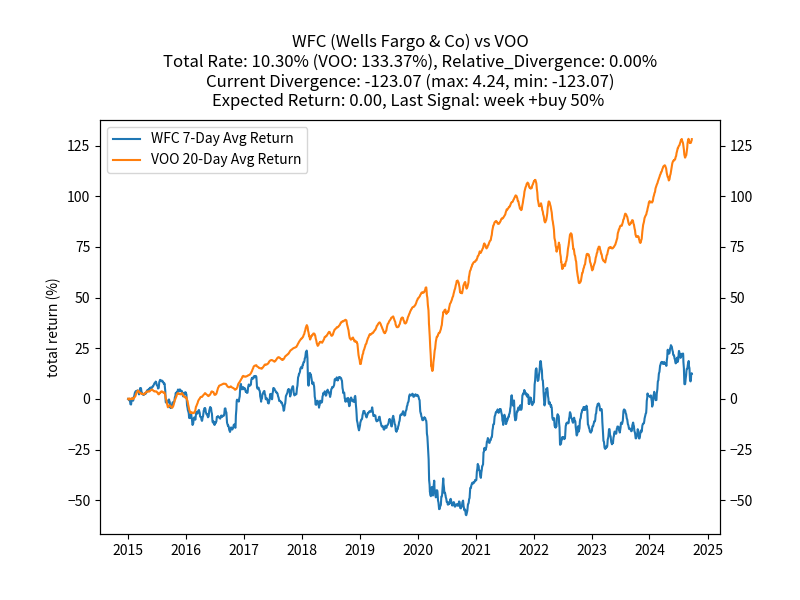 WFC (Wells Fargo & Co) vs VOO
Total Rate: 10.30% (VOO: 133.37%), Relative_Divergence: 0.00%
Current Divergence: -123.07 (max: 4.24, min: -123.07)
Expected Return: 0.00, Last Signal: week +buy 50%
WFC 7-Day Avg Return
VOO 20-Day Avg Return
total return (%)
125 125
100 100
75 75
50 50
25 25
0 0
−25 −25
−50 −50
2015 2016 2017 2018 2019 2020 2021 2022 2023 2024 2025